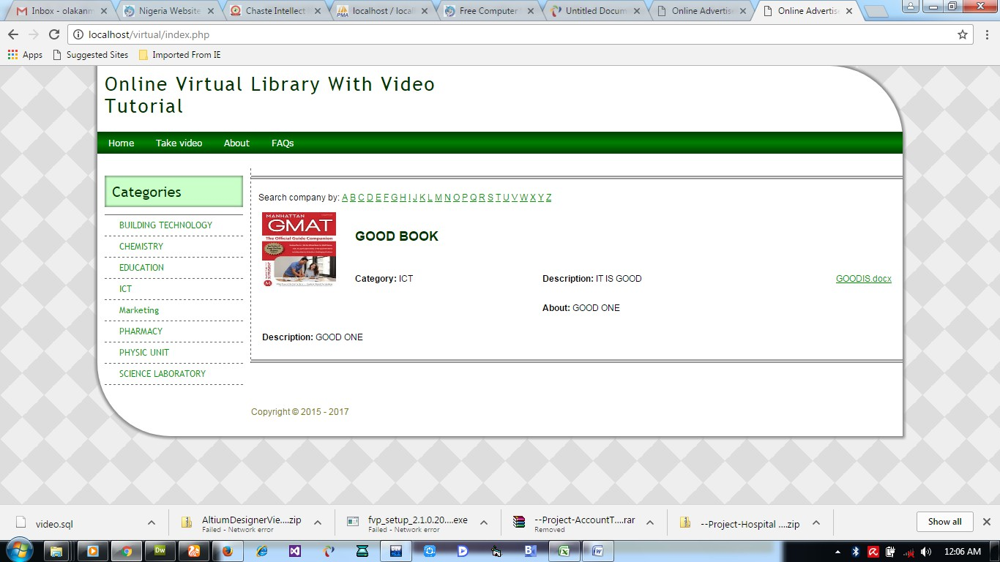 Inbox - olakanm
Nigeria Website
Chaste Intellect
localhost / local
Free Computer
Untitled Docum
Online Advertis
Online Advertis
localhost/virtual/index.php
Apps Suggested Sites Imported From IE
Online Virtual Library With Video
Tutorial
Home Take video About FAQs
Categories
BUILDING TECHNOLOGY
CHEMISTRY
EDUCATION
ICT
Marketing
PHARMACY
PHYSIC UNIT
SCIENCE LABORATORY
Search company by: A B C D E F G H I J K L M N O P Q R S T U V W X Y Z
MANHATTAN
GMAT
The Official Guide Companion
GOOD BOOK
Category: ICT
Description: IT IS GOOD
GOODIS.docx
About: GOOD ONE
Description: GOOD ONE
Copyright © 2015 - 2017
video.sql
AltiumDesignerVie....zip
Failed - Network error
fvp_setup_2.1.0.20....exe
Failed - Network error
--Project-AccountT....rar
Removed
--Project-Hospital ....zip
Show all
12:06 AM